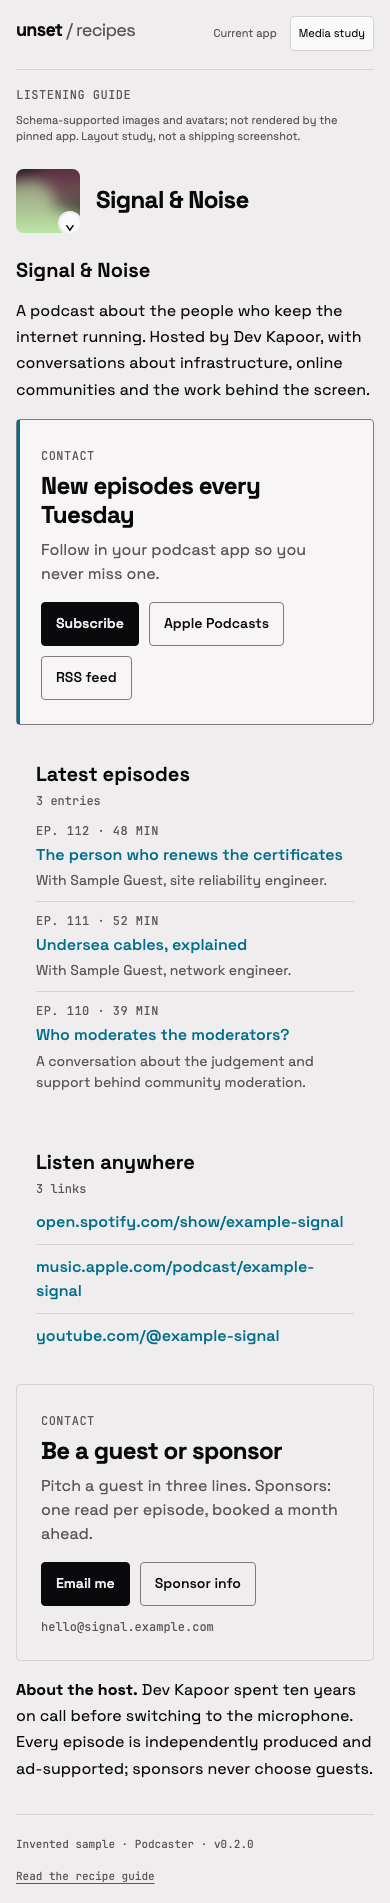 unset / recipes
Current app
Media study
LISTENING GUIDE
Schema-supported images and avatars; not rendered by the
pinned app. Layout study, not a shipping screenshot.
Signal & Noise
Signal & Noise
A podcast about the people who keep the
internet running. Hosted by Dev Kapoor, with
conversations about infrastructure, online
communities and the work behind the screen.
CONTACT
New episodes every
Tuesday
Follow in your podcast app so you
never miss one.
Subscribe
Apple Podcasts
RSS feed
Latest episodes
3 entries
EP. 112 · 48 MIN
The person who renews the certificates
With Sample Guest, site reliability engineer.
EP. 111 · 52 MIN
Undersea cables, explained
With Sample Guest, network engineer.
EP. 110 · 39 MIN
Who moderates the moderators?
A conversation about the judgement and
support behind community moderation.
Listen anywhere
3 links
open.spotify.com/show/example-signal
music.apple.com/podcast/example-
signal
youtube.com/@example-signal
CONTACT
Be a guest or sponsor
Pitch a guest in three lines. Sponsors:
one read per episode, booked a month
ahead.
Email me
Sponsor info
hello@signal.example.com
About the host. Dev Kapoor spent ten years
on call before switching to the microphone.
Every episode is independently produced and
ad-supported; sponsors never choose guests.
Invented sample · Podcaster · v0.2.0
Read the recipe guide